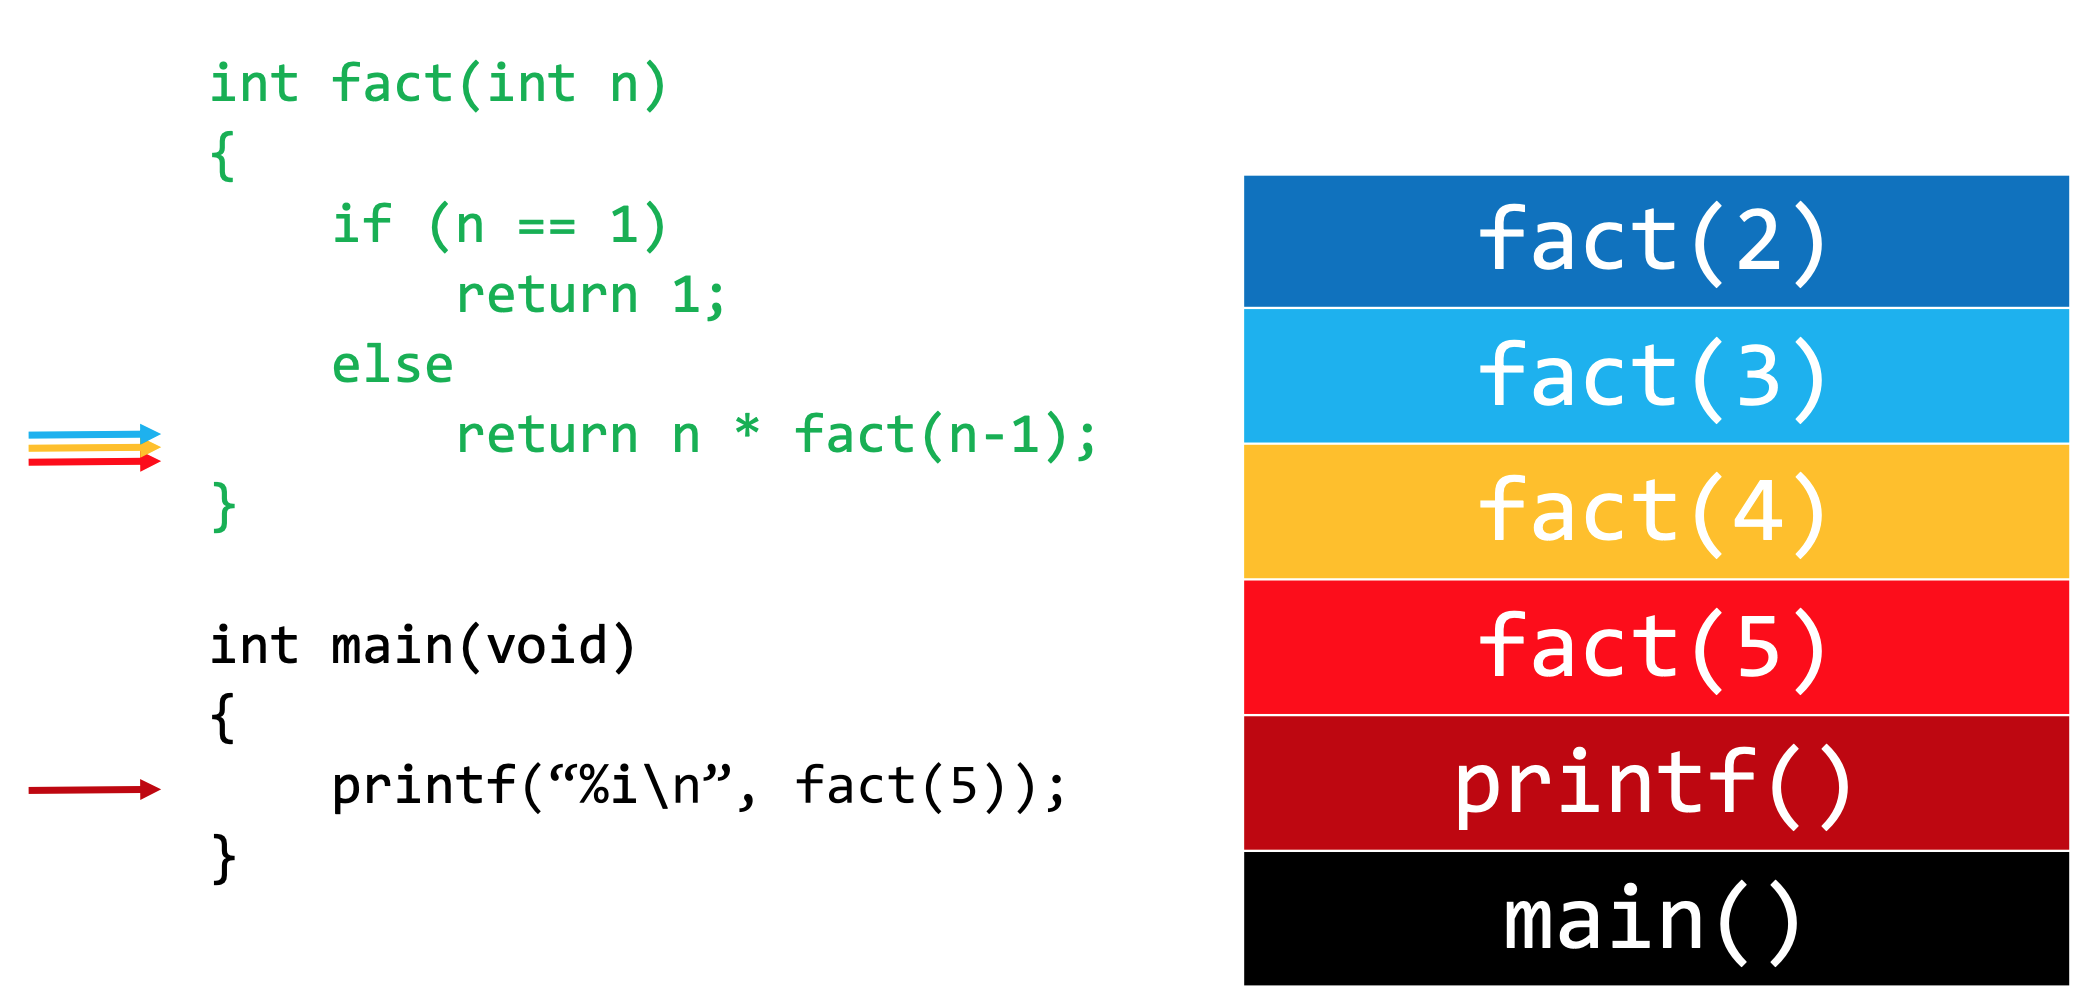 int fact(int n)
{
    if (n == 1)
        return 1;
    else
        return n * fact(n-1);
}
int main(void)
{
    printf(“%i\n”, fact(5));
}
fact(2)
fact(3)
fact(4)
fact(5)
printf()
main()